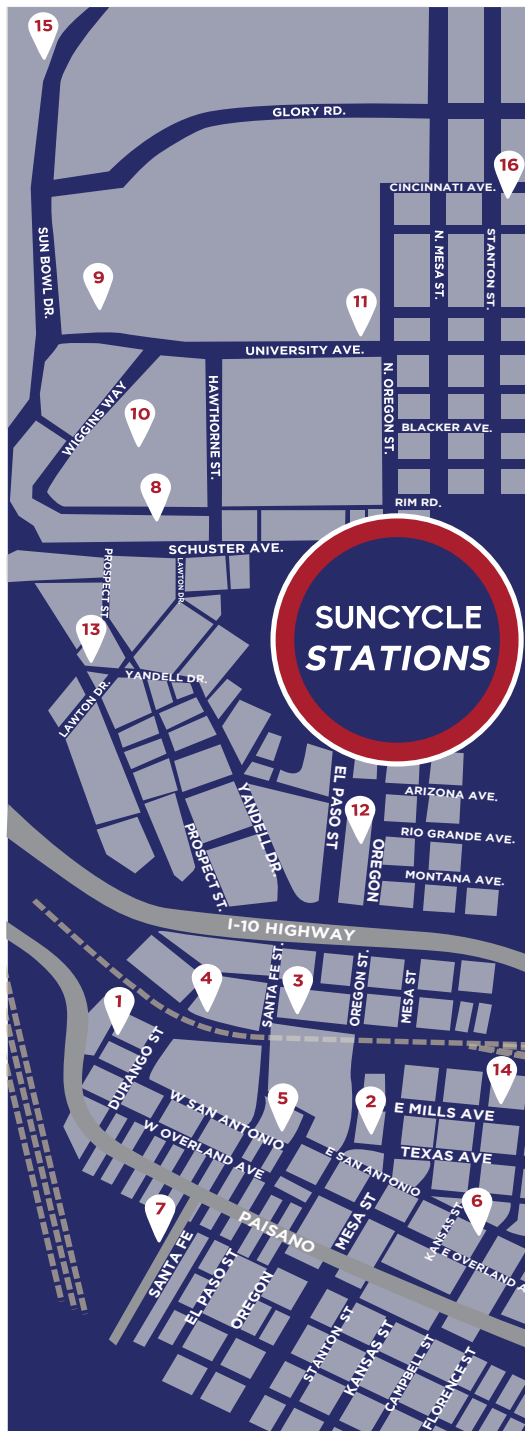 15
GLORY RD.
16
CINCINNATI AVE.
SUN BOWL DR.
N. MESA ST.
STANTON ST.
9
11
UNIVERSITY AVE.
WIGGINS WAY
HAWTHORNE ST.
N. OREGON ST.
10
BLACKER AVE.
8
RIM RD.
SCHUSTER AVE.
PROSPECT ST
LAWTON DR.
SUNCYCLE
STATIONS
13
YANDELL DR.
LAWTON DR.
EL PASO ST
ARIZONA AVE.
12
YANDELL DR.
PROSPECT ST.
OREGON
RIO GRANDE AVE.
MONTANA AVE.
I-10 HIGHWAY
SANTA FE ST.
OREGON ST.
MESA ST
4
3
1
DURANGO ST
14
W SAN ANTONIO
5
2
E MILLS AVE
W OVERLAND AVE
E SAN ANTONIO
TEXAS AVE
7
6
PAISANO
MESA ST
KANSAS ST
E OVERLAND A
SANTA FE
EL PASO ST
OREGON
STANTON ST
KANSAS ST
CAMPBELL ST
FLORENCE ST